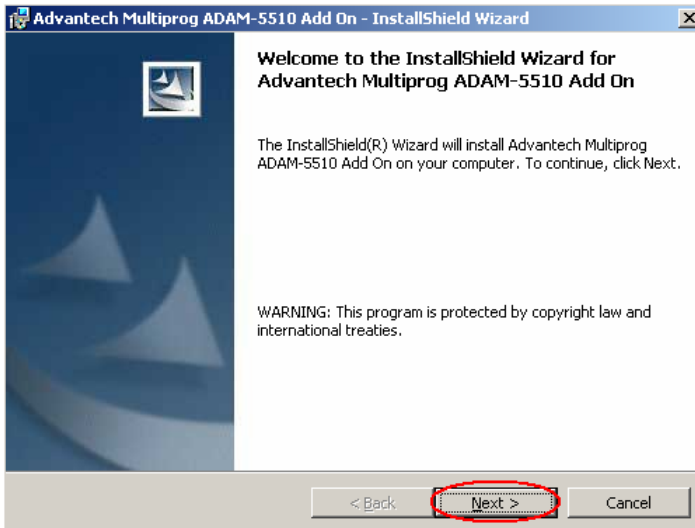 Advantech Multiprog ADAM-5510 Add On - InstallShield Wizard
Welcome to the InstallShield Wizard for
Advantech Multiprog ADAM-5510 Add On
The InstallShield(R) Wizard will install Advantech Multiprog
ADAM-5510 Add On on your computer. To continue, click Next.
WARNING: This program is protected by copyright law and
international treaties.
< Back Next > Cancel